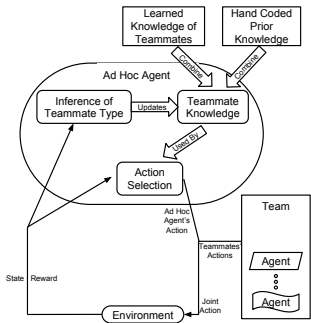 Learned
Knowledge of
Teammates
Hand Coded
Prior
Knowledge
Combine
Combine
Ad Hoc Agent
Inference of
Teammate Type
Updates
Teammate
Knowledge
Used By
Action
Selection
Ad Hoc
Agent's
Action
Team
Teammates'
Actions
Agent
Agent
State
Reward
Joint
Action
Environment